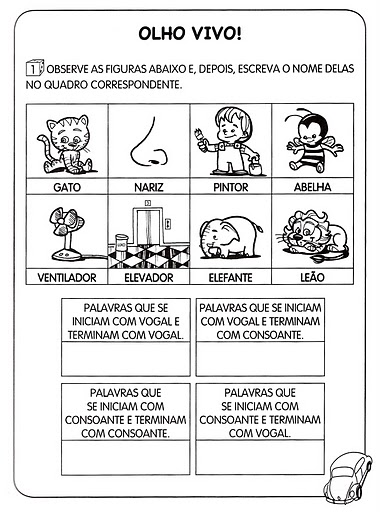 OLHO VIVO!
1 OBSERVE AS FIGURAS ABAIXO E, DEPOIS, ESCREVA O NOME DELAS
NO QUADRO CORRESPONDENTE.
GATO NARIZ PINTOR ABELHA
VENTILADOR ELEVADOR ELEFANTE LEÃO
PALAVRAS QUE SE
INICIAM COM VOGAL E
TERMINAM COM VOGAL.
PALAVRAS QUE SE INICIAM
COM VOGAL E TERMINAM
COM CONSOANTE.
PALAVRAS QUE
SE INICIAM COM
CONSOANTE E TERMINAM
COM CONSOANTE.
PALAVRAS QUE
SE INICIAM COM
CONSOANTE E TERMINAM
COM VOGAL.